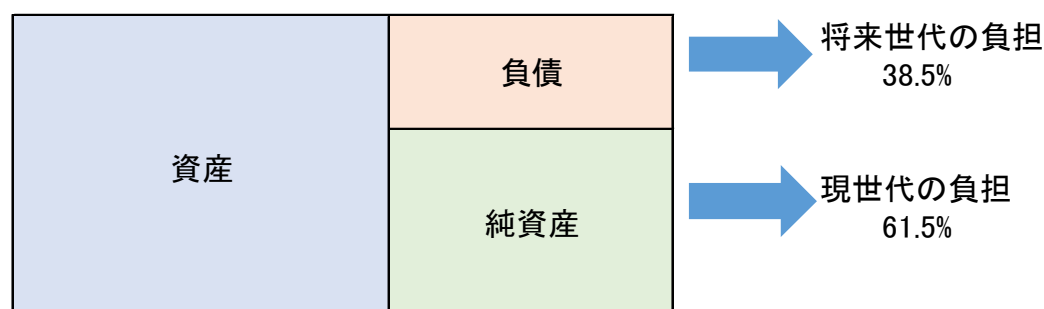 資産
負債
純資産
将来世代の負担
38.5%
現世代の負担
61.5%